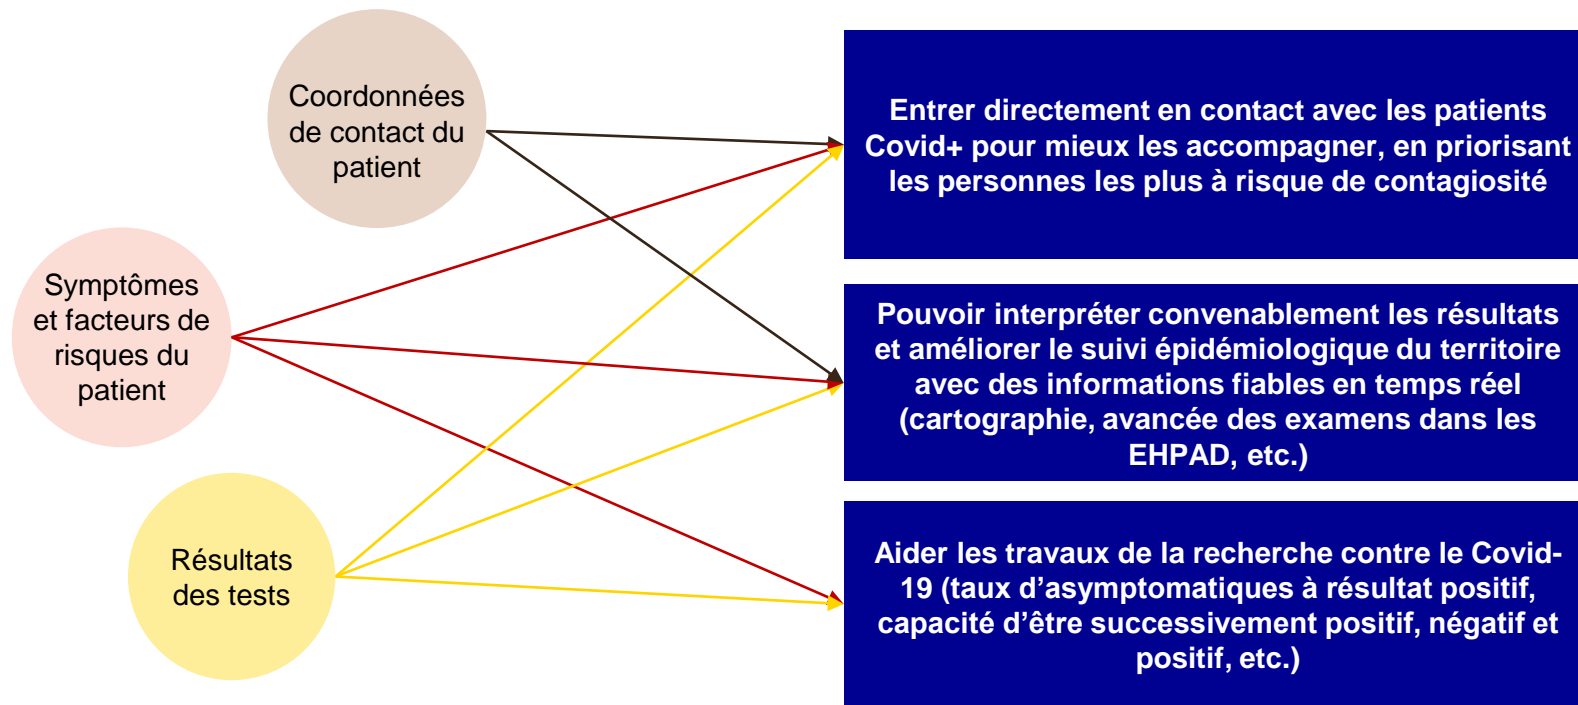 Coordonnées
de contact du
patient
Symptômes
et facteurs de
risques du
patient
Résultats
des tests
Entrer directement en contact avec les patients
Covid+ pour mieux les accompagner, en priorisant
les personnes les plus à risque de contagiosité
Pouvoir interpréter convenablement les résultats
et améliorer le suivi épidémiologique du territoire
avec des informations fiables en temps réel
(cartographie, avancée des examens dans les
EHPAD, etc.)
Aider les travaux de la recherche contre le Covid-
19 (taux d’asymptomatiques à résultat positif,
capacité d’être successivement positif, négatif et
positif, etc.)